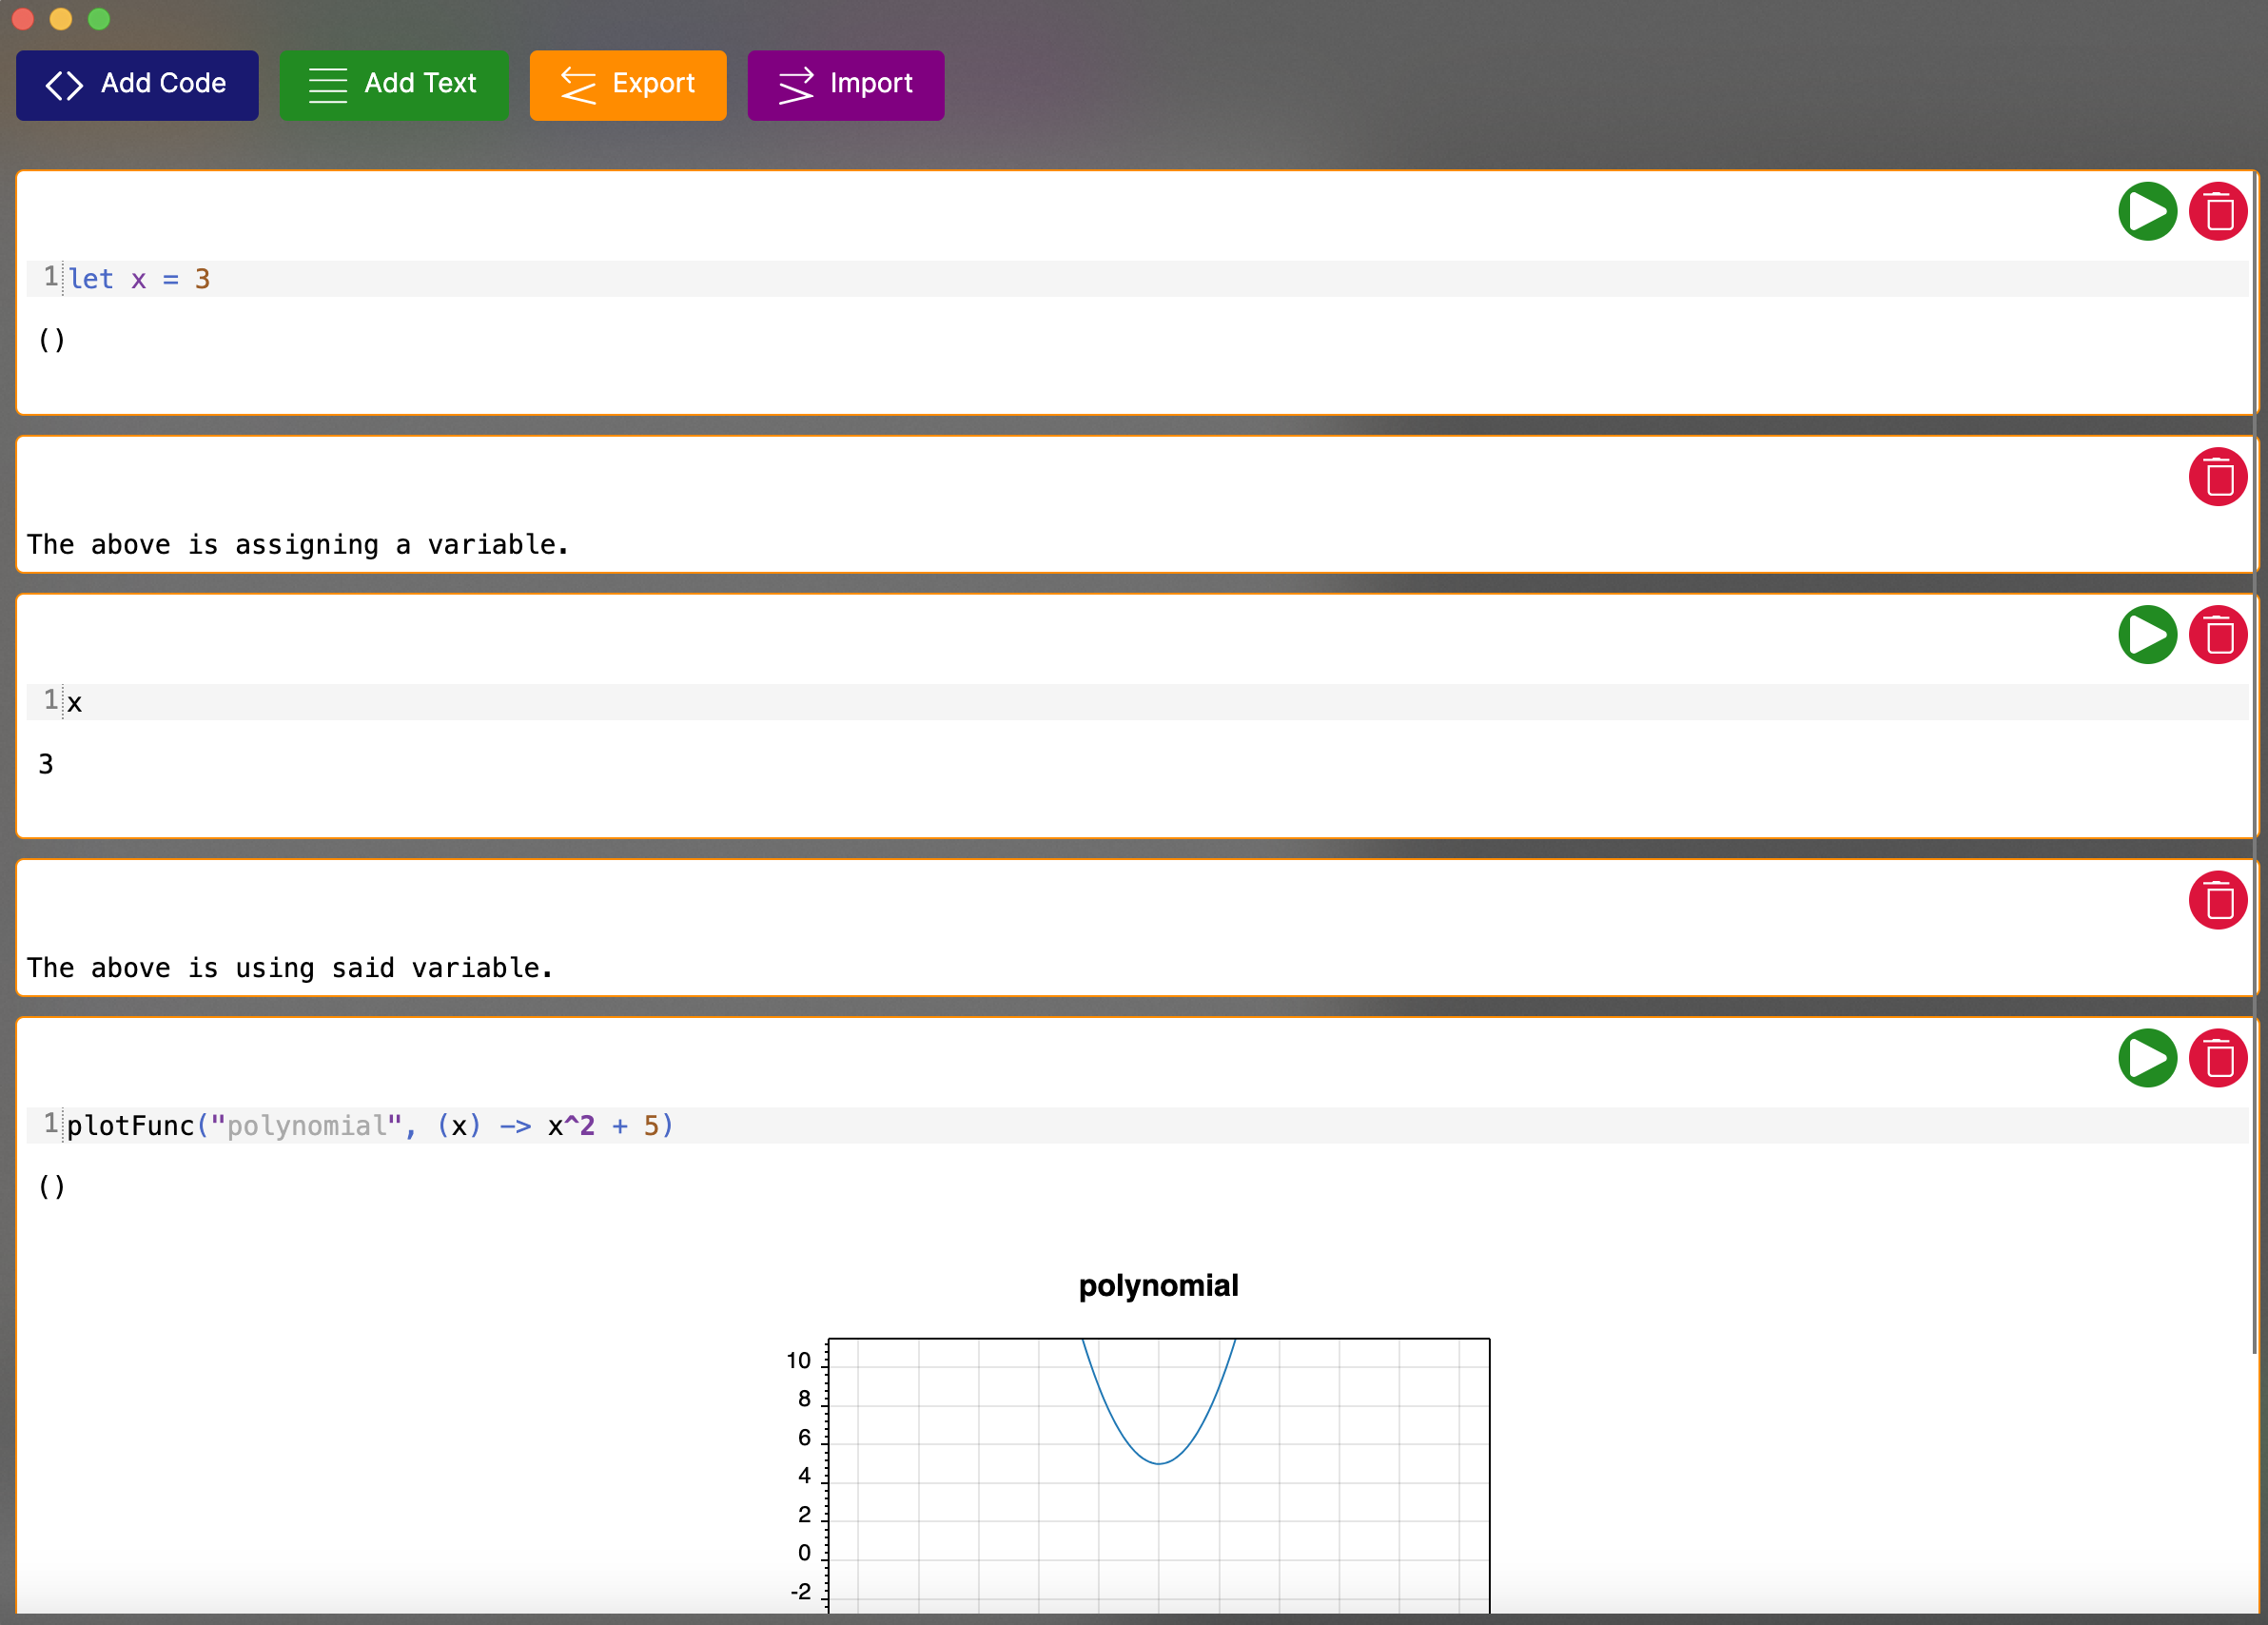 Add Code
Add Text
Export
Import
1 let x = 3
()
The above is assigning a variable.
1 x
3
The above is using said variable.
1 plotFunc("polynomial", (x) -> x^2 + 5)
()
polynomial
10
8
6
4
2
0
-2